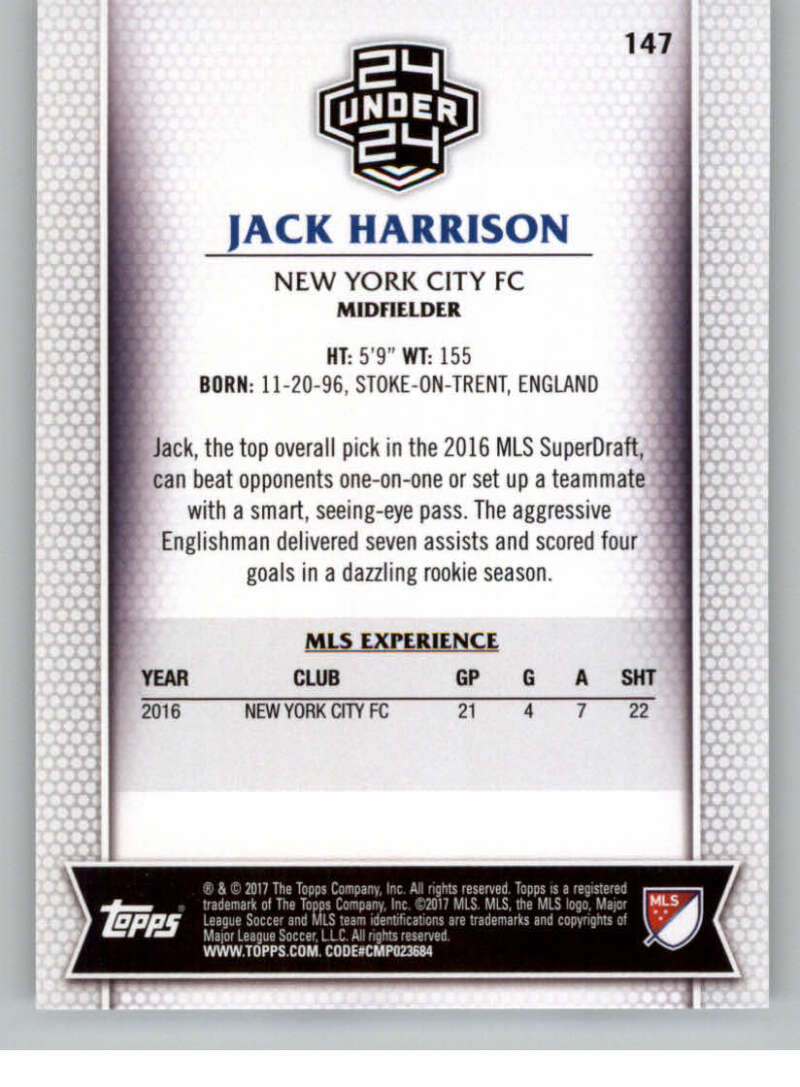 147
24
UNDER
24
JACK HARRISON
NEW YORK CITY FC
MIDFIELDER
HT: 5'9" WT: 155
BORN: 11-20-96, STOKE-ON-TRENT, ENGLAND
Jack, the top overall pick in the 2016 MLS SuperDraft,
can beat opponents one-on-one or set up a teammate
with a smart, seeing-eye pass. The aggressive
Englishman delivered seven assists and scored four
goals in a dazzling rookie season.
MLS EXPERIENCE
YEAR CLUB GP G A SHT
2016 NEW YORK CITY FC 21 4 7 22
® & © 2017 The Topps Company, Inc. All rights reserved. Topps is a registered
trademark of The Topps Company, Inc. ©2017 MLS. MLS, the MLS logo, Major
League Soccer and MLS team identifications are trademarks and copyrights of
Major League Soccer, L.L.C. All rights reserved.
WWW.TOPPS.COM. CODE#CMP023684
Topps
MLS